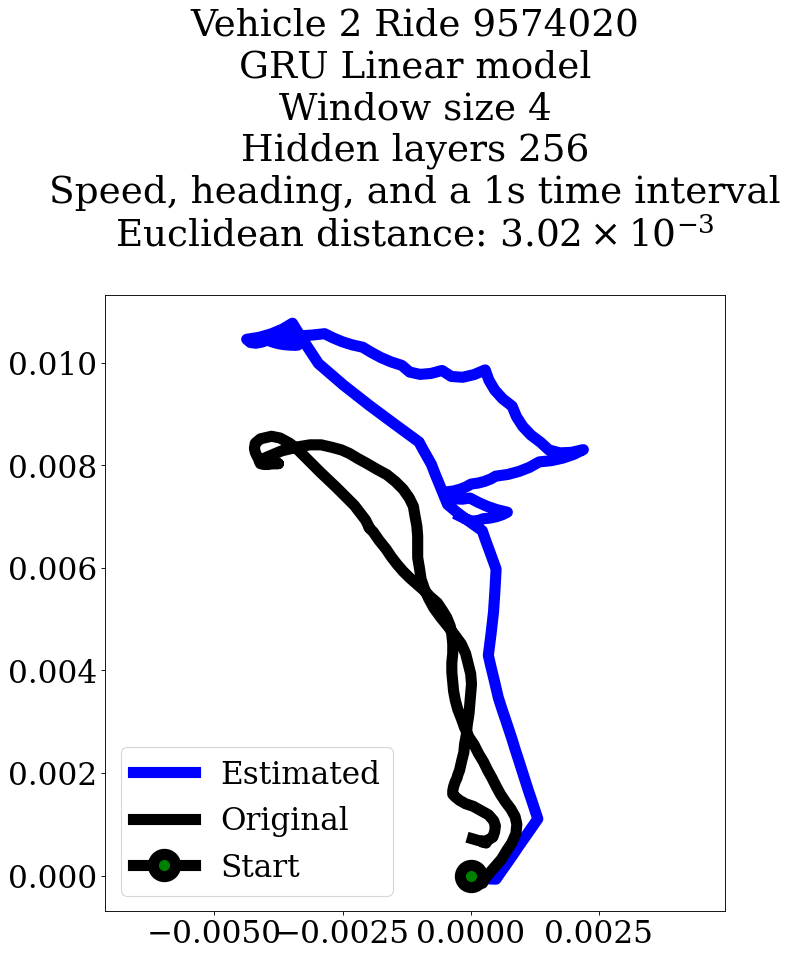 Vehicle 2 Ride 9574020
GRU Linear model
Window size 4
Hidden layers 256
Speed, heading, and a 1s time interval
Euclidean distance: 3.02 × 10⁻³
0.010
0.008
0.006
0.004
0.002
0.000
Estimated
Original
Start
−0.0050 −0.0025 0.0000 0.0025